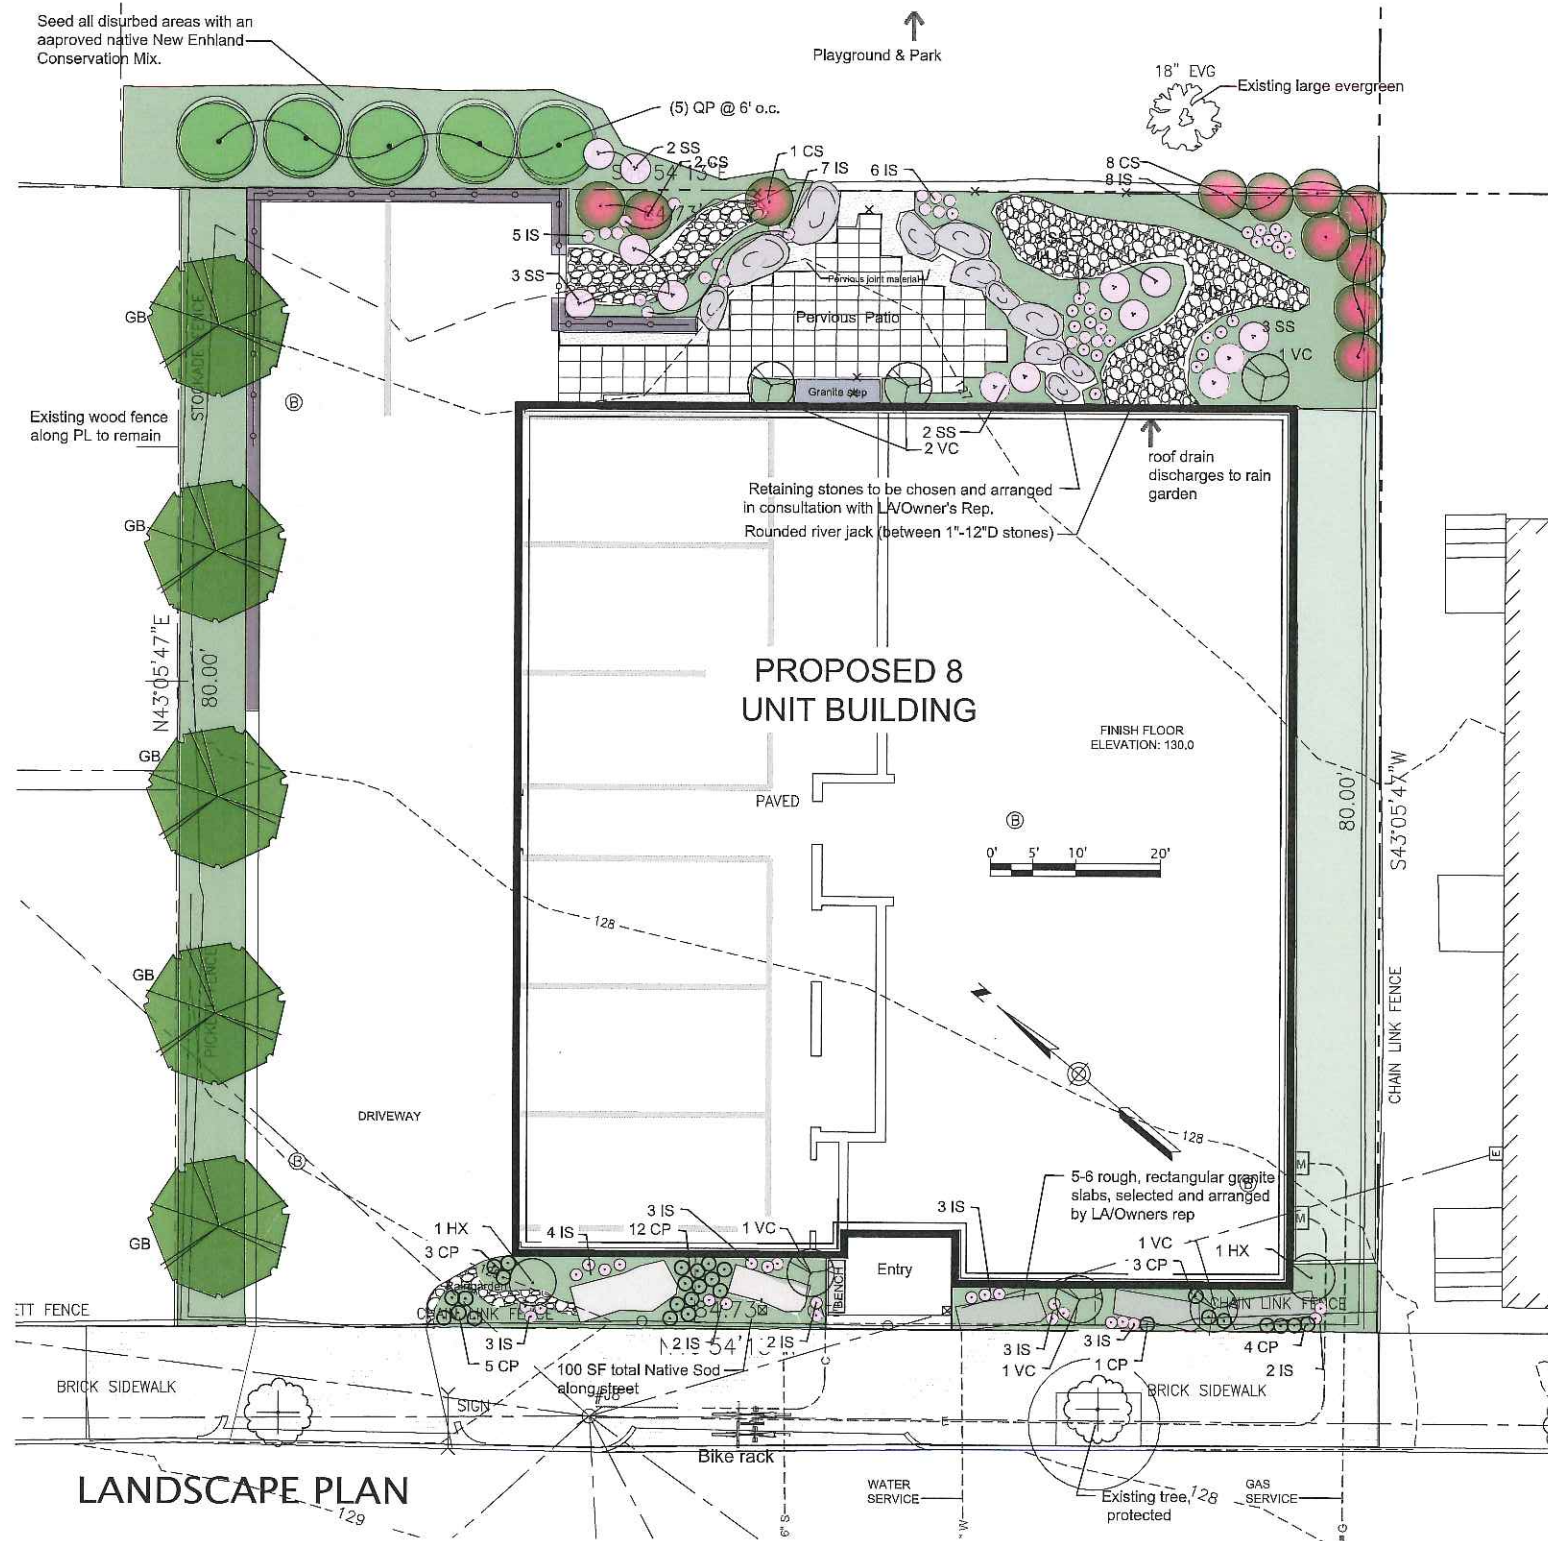 Seed all disurbed areas with an
aaproved native New Enhland
Conservation Mix.
Playground & Park
18" EVG
Existing large evergreen
(5) QP @ 6' o.c.
2 SS
2 CS
1 CS
7 IS
6 IS
8 CS
8 IS
5 IS
3 SS
14 IS
Pervious joint material
Pervious Patio
3 SS
1 VC
GB
STOCKADE FENCE
B
Granite step
Existing wood fence
along PL to remain
2 SS
2 VC
roof drain
discharges to rain
garden
Retaining stones to be chosen and arranged
in consultation with LA/Owner's Rep.
Rounded river jack (between 1"-12"D stones)
GB
N43°05'47"E
80.00'
PROPOSED 8
UNIT BUILDING
FINISH FLOOR
ELEVATION: 130.0
GB
PAVED
B
0' 5' 10' 20'
80.00'
S43°05'47"W
128
GB
PICKET FENCE
N
CHAIN LINK FENCE
DRIVEWAY
128
B
M
E
5-6 rough, rectangular granite
slabs, selected and arranged
by LA/Owners rep
B
M
GB
1 HX
3 CP
4 IS
3 IS
12 CP
1 VC
3 IS
1 VC
3 CP
1 HX
Raingarden
BENCH
Entry
ETT FENCE
CHAIN LINK FENCE
CHAIN LINK FENCE
3 IS
5 CP
2 IS
2 IS
3 IS
1 VC
3 IS
1 CP
4 CP
2 IS
100 SF total Native Sod
along street
BRICK SIDEWALK
SIGN
BRICK SIDEWALK
E
Bike rack
LANDSCAPE PLAN
129
6" S
WATER
SERVICE
" W
Existing tree,
protected
128
GAS
SERVICE
" G